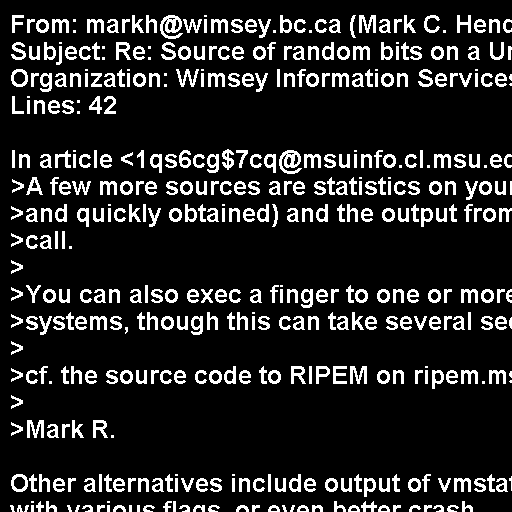 From: markh@wimsey.bc.ca (Mark C. Hend
Subject: Re: Source of random bits on a Un
Organization: Wimsey Information Services
Lines: 42

In article <1qs6cg$7cq@msuinfo.cl.msu.ed
>A few more sources are statistics on your
>and quickly obtained) and the output from
>call.
>
>You can also exec a finger to one or more
>systems, though this can take several sec
>
>cf. the source code to RIPEM on ripem.ms
>
>Mark R.

Other alternatives include output of vmstat
with various flags, or even better crash